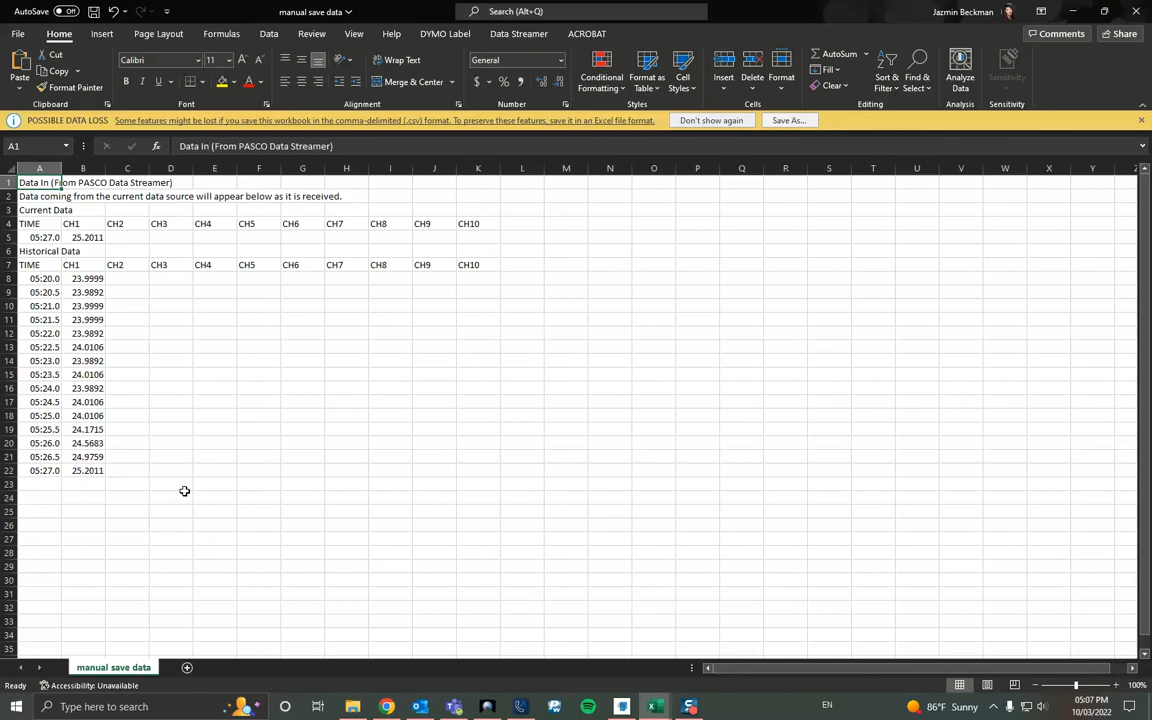 AutoSave Off manual save data Search (Alt+Q) Jazmin Beckman
File Home Insert Page Layout Formulas Data Review View Help DYMO Label Data Streamer ACROBAT Comments Share
Paste Cut Copy Format Painter Clipboard
Calibri 11 B I U Font
Wrap Text Merge & Center Alignment
General $ % Number
Conditional Formatting Format as Table Cell Styles Styles
Insert Delete Format Cells
AutoSum Fill Clear Sort & Filter Find & Select Editing
Analyze Data Analysis
Sensitivity Sensitivity
POSSIBLE DATA LOSS Some features might be lost if you save this workbook in the comma-delimited (.csv) format. To preserve these features, save it in an Excel file format. Don't show again Save As...
A1 fx Data In (From PASCO Data Streamer)
A B C D E F G H I J K L M N O P Q R S T U V W X Y Z
1 Data In (From PASCO Data Streamer)
2 Data coming from the current data source will appear below as it is received.
3 Current Data
4 TIME CH1 CH2 CH3 CH4 CH5 CH6 CH7 CH8 CH9 CH10
5 05:27.0 25.2011
6 Historical Data
7 TIME CH1 CH2 CH3 CH4 CH5 CH6 CH7 CH8 CH9 CH10
8 05:20.0 23.9999
9 05:20.5 23.9892
10 05:21.0 23.9999
11 05:21.5 23.9999
12 05:22.0 23.9892
13 05:22.5 24.0106
14 05:23.0 23.9892
15 05:23.5 24.0106
16 05:24.0 23.9892
17 05:24.5 24.0106
18 05:25.0 24.0106
19 05:25.5 24.1715
20 05:26.0 24.5683
21 05:26.5 24.9759
22 05:27.0 25.2011
23
24
25
26
27
28
29
30
31
32
33
34
35
manual save data
Ready Accessibility: Unavailable 100%
Type here to search 86°F Sunny EN 05:07 PM
10/03/2022